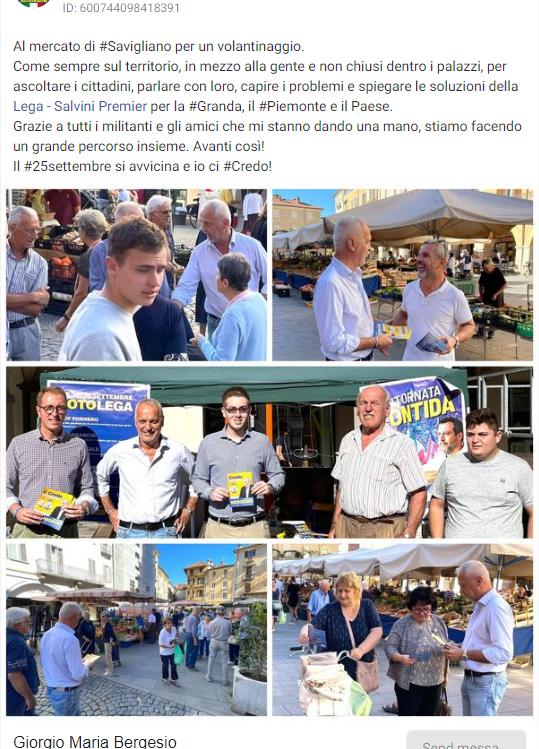 ID: 600744098418391
Al mercato di #Savigliano per un volantinaggio.
Come sempre sul territorio, in mezzo alla gente e non chiusi dentro i palazzi, per
ascoltare i cittadini, parlare con loro, capire i problemi e spiegare le soluzioni della
Lega - Salvini Premier per la #Granda, il #Piemonte e il Paese.
Grazie a tutti i militanti e gli amici che mi stanno dando una mano, stiamo facendo
un grande percorso insieme. Avanti così!
Il #25settembre si avvicina e io ci #Credo!
SETTEMBRE
OTOLEGA
OP FORNERO
TORNATA
ONTIDA
Credo
Giorgio Maria Bergesio
Send messa